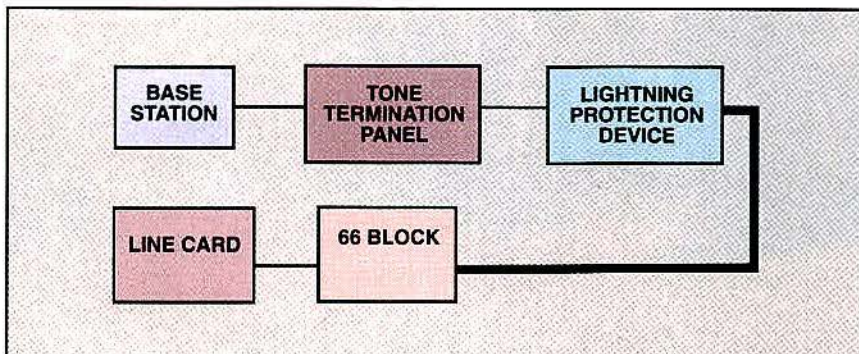 BASE
STATION
TONE
TERMINATION
PANEL
LIGHTNING
PROTECTION
DEVICE
LINE CARD
66 BLOCK